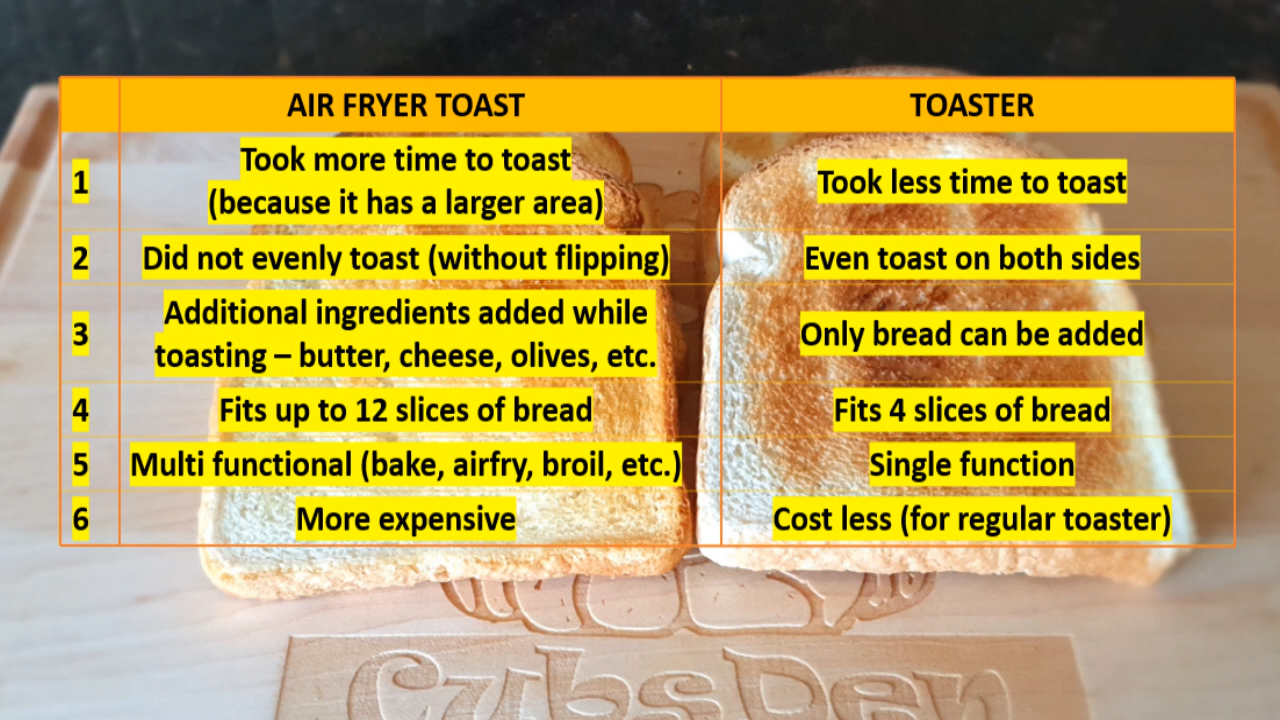 AIR FRYER TOAST TOASTER
1 Took more time to toast
(because it has a larger area) Took less time to toast
2 Did not evenly toast (without flipping) Even toast on both sides
3 Additional ingredients added while
toasting – butter, cheese, olives, etc. Only bread can be added
4 Fits up to 12 slices of bread Fits 4 slices of bread
5 Multi functional (bake, airfry, broil, etc.) Single function
6 More expensive Cost less (for regular toaster)
CubsDen